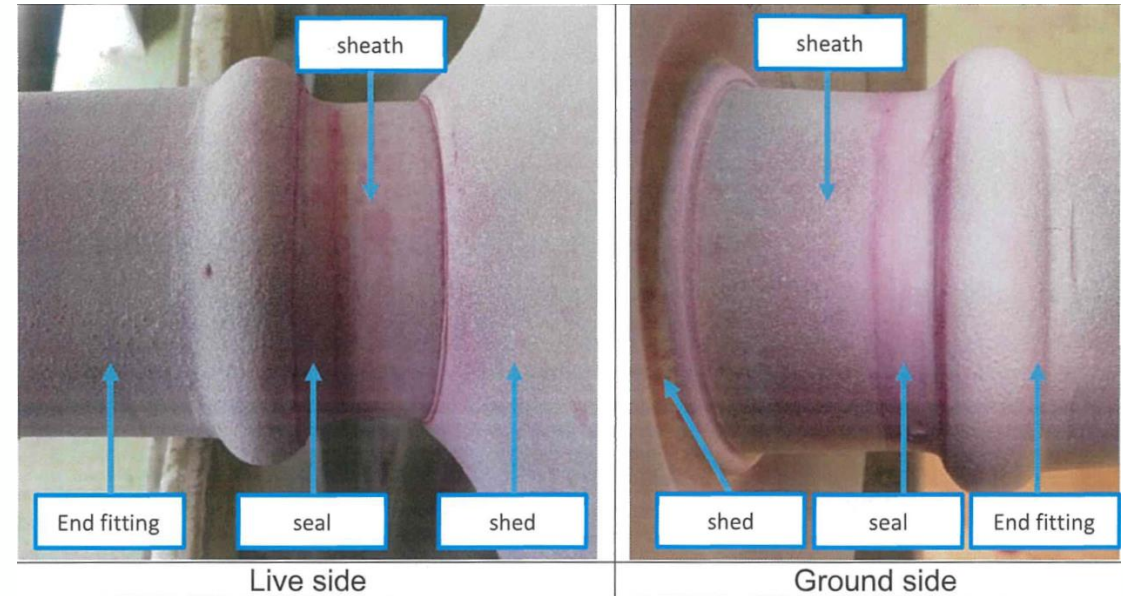 sheath
End fitting
seal
shed
Live side
sheath
shed
seal
End fitting
Ground side